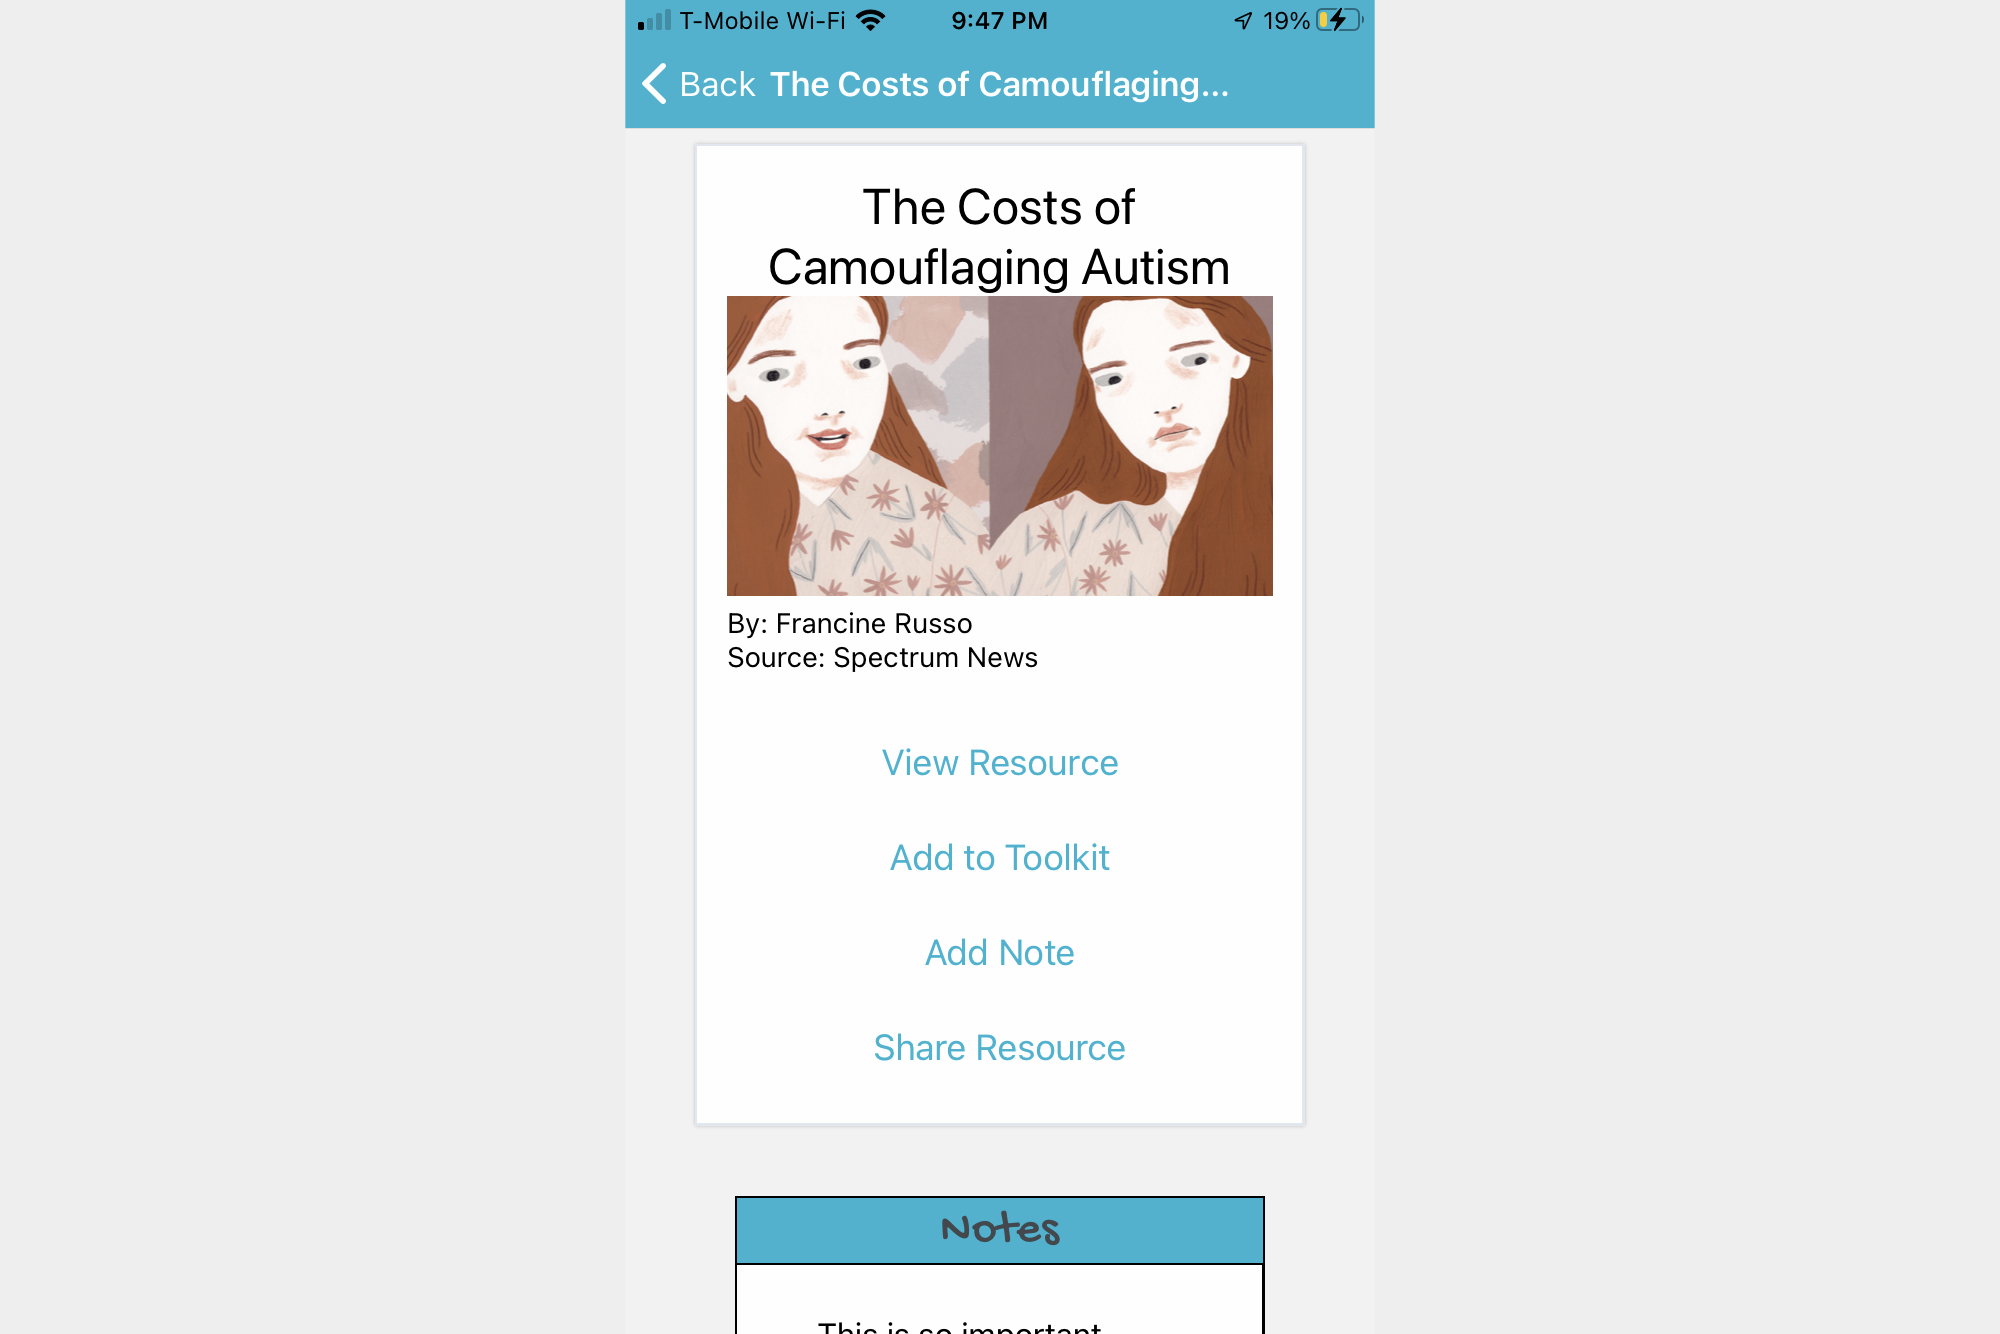 T-Mobile Wi-Fi 9:47 PM 19%
Back The Costs of Camouflaging...
The Costs of
Camouflaging Autism
By: Francine Russo
Source: Spectrum News
View Resource
Add to Toolkit
Add Note
Share Resource
Notes
This is so important